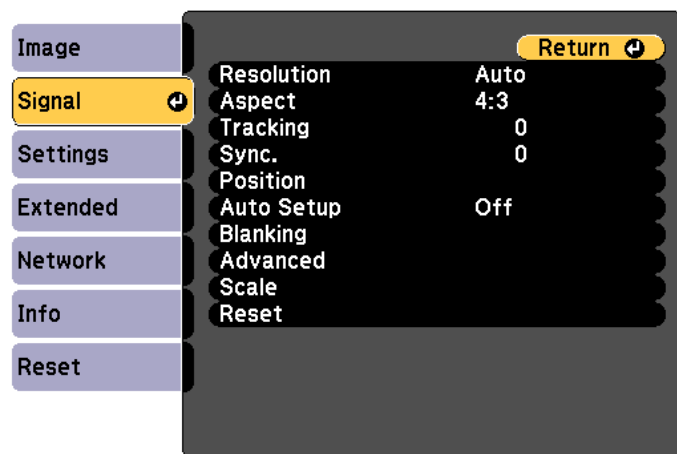 Image
Signal
Settings
Extended
Network
Info
Reset
Return
Resolution Auto
Aspect 4:3
Tracking 0
Sync. 0
Position
Auto Setup Off
Blanking
Advanced
Scale
Reset